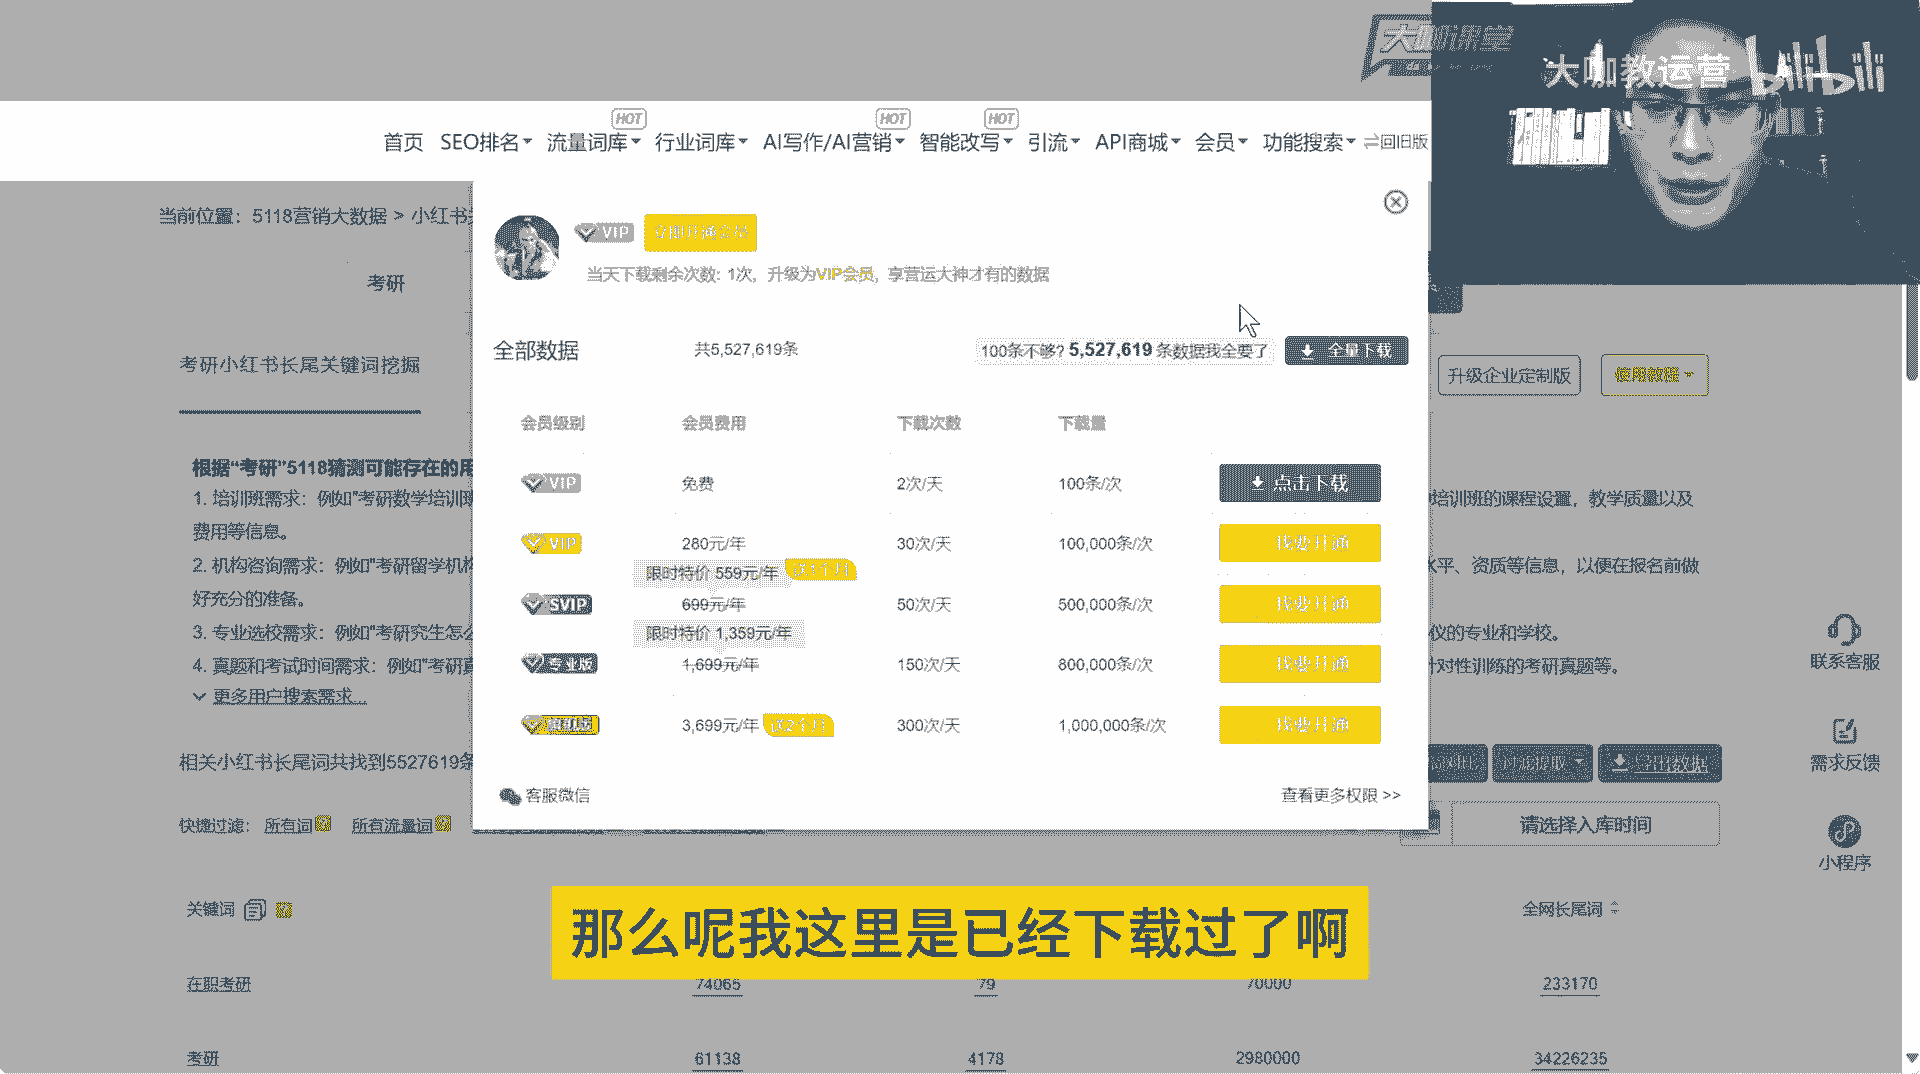 大咖课堂
大咖教运营 bilibili
HOT HOT HOT
首页 SEO排名 流量词库 行业词库 AI写作/AI营销 智能改写 引流 API商城 会员 功能搜索 回旧版
当前位置：5118营销大数据 > 小红书
VIP 立即开通会员
当天下载剩余次数: 1次，升级为VIP会员，享营运大神才有的数据
考研
全部数据 共5,527,619条 100条不够? 5,527,619 条数据我全要了 全量下载
考研小红书长尾关键词挖掘 升级企业定制版 使用教程
会员级别 会员费用 下载次数 下载量
根据“考研”5118猜测可能存在的用
VIP 免费 2次/天 100条/次 点击下载
1. 培训班需求：例如"考研数学培训班 培训班的课程设置，教学质量以及
费用等信息。
VIP 280元/年 30次/天 100,000条/次 我要开通
2. 机构咨询需求：例如"考研留学机构 水平、资质等信息，以便在报名前做
限时特价 559元/年 送1个月
好充分的准备。
SVIP 699元/年 50次/天 500,000条/次 我要开通
3. 专业选校需求：例如"考研究生怎么 仪的专业和学校。
限时特价 1,359元/年
4. 真题和考试时间需求：例如"考研真 针对性训练的考研真题等。
专业版 1,699元/年 150次/天 800,000条/次 我要开通
更多用户搜索需求...
3,699元/年 送2个月 300次/天 1,000,000条/次 我要开通
联系客服
相关小红书长尾词共找到5527619条
需求反馈
客服微信 查看更多权限 >>
快捷过滤： 所有词 所有流量词 请选择入库时间
小程序
关键词 全网长尾词
那么呢我这里是已经下载过了啊
在职考研 74065 79 70000 233170
考研 61138 4178 2980000 34226235